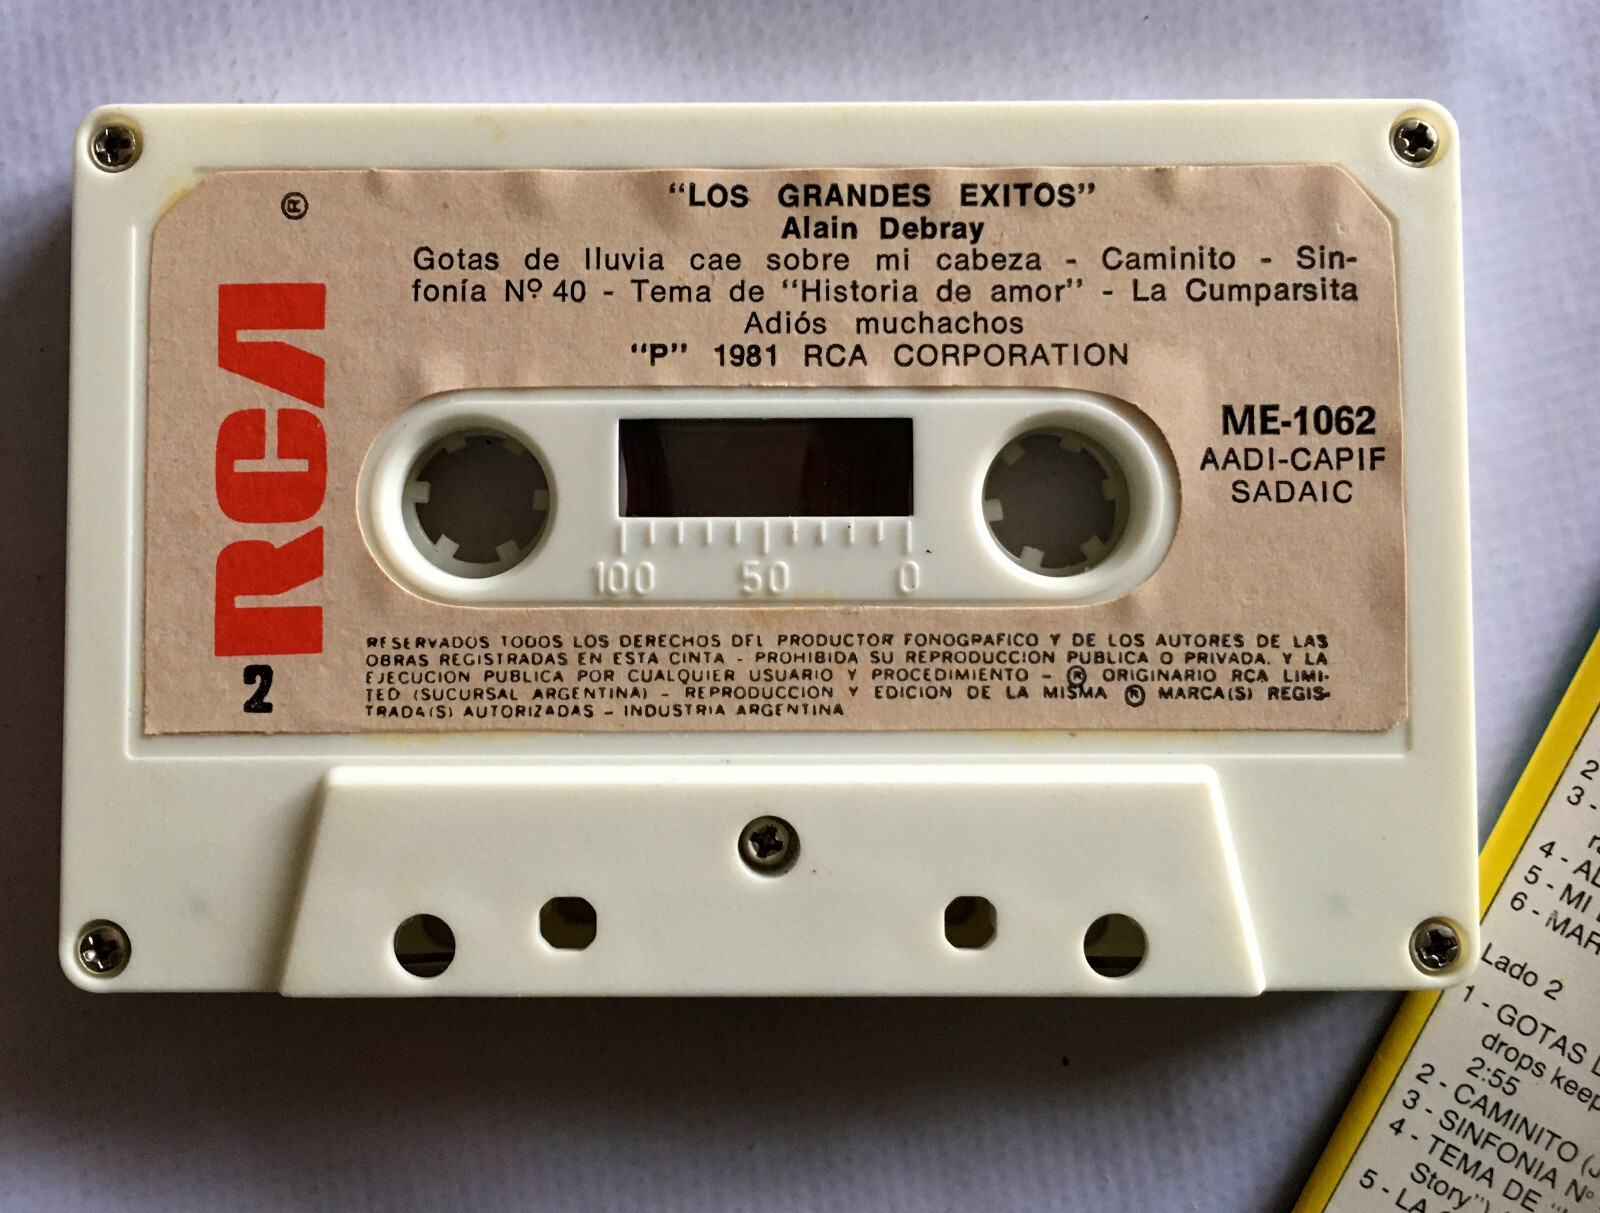 ®
RCA
2
"LOS GRANDES EXITOS"
Alain Debray
Gotas de lluvia cae sobre mi cabeza - Caminito - Sin-
fonía Nº 40 - Tema de "Historia de amor" - La Cumparsita
Adiós muchachos
"P" 1981 RCA CORPORATION
ME-1062
AADI-CAPIF
SADAIC
100 50 0
RESERVADOS TODOS LOS DERECHOS DEL PRODUCTOR FONOGRAFICO Y DE LOS AUTORES DE LAS
OBRAS REGISTRADAS EN ESTA CINTA - PROHIBIDA SU REPRODUCCION PUBLICA O PRIVADA. Y LA
EJECUCION PUBLICA POR CUALQUIER USUARIO Y PROCEDIMIENTO - ® ORIGINARIO RCA LIMI-
TED (SUCURSAL ARGENTINA) - REPRODUCCION Y EDICION DE LA MISMA ® MARCA(S) REGIS-
TRADA(S) AUTORIZADAS - INDUSTRIA ARGENTINA
2
3 -
4 -
5 - MI
6 - MAR
Lado 2
1 - GOTAS
drops keep
2:55
2 - CAMINITO
3 - SINFONIA Nº
4 - TEMA DE
Story")
5 - LA